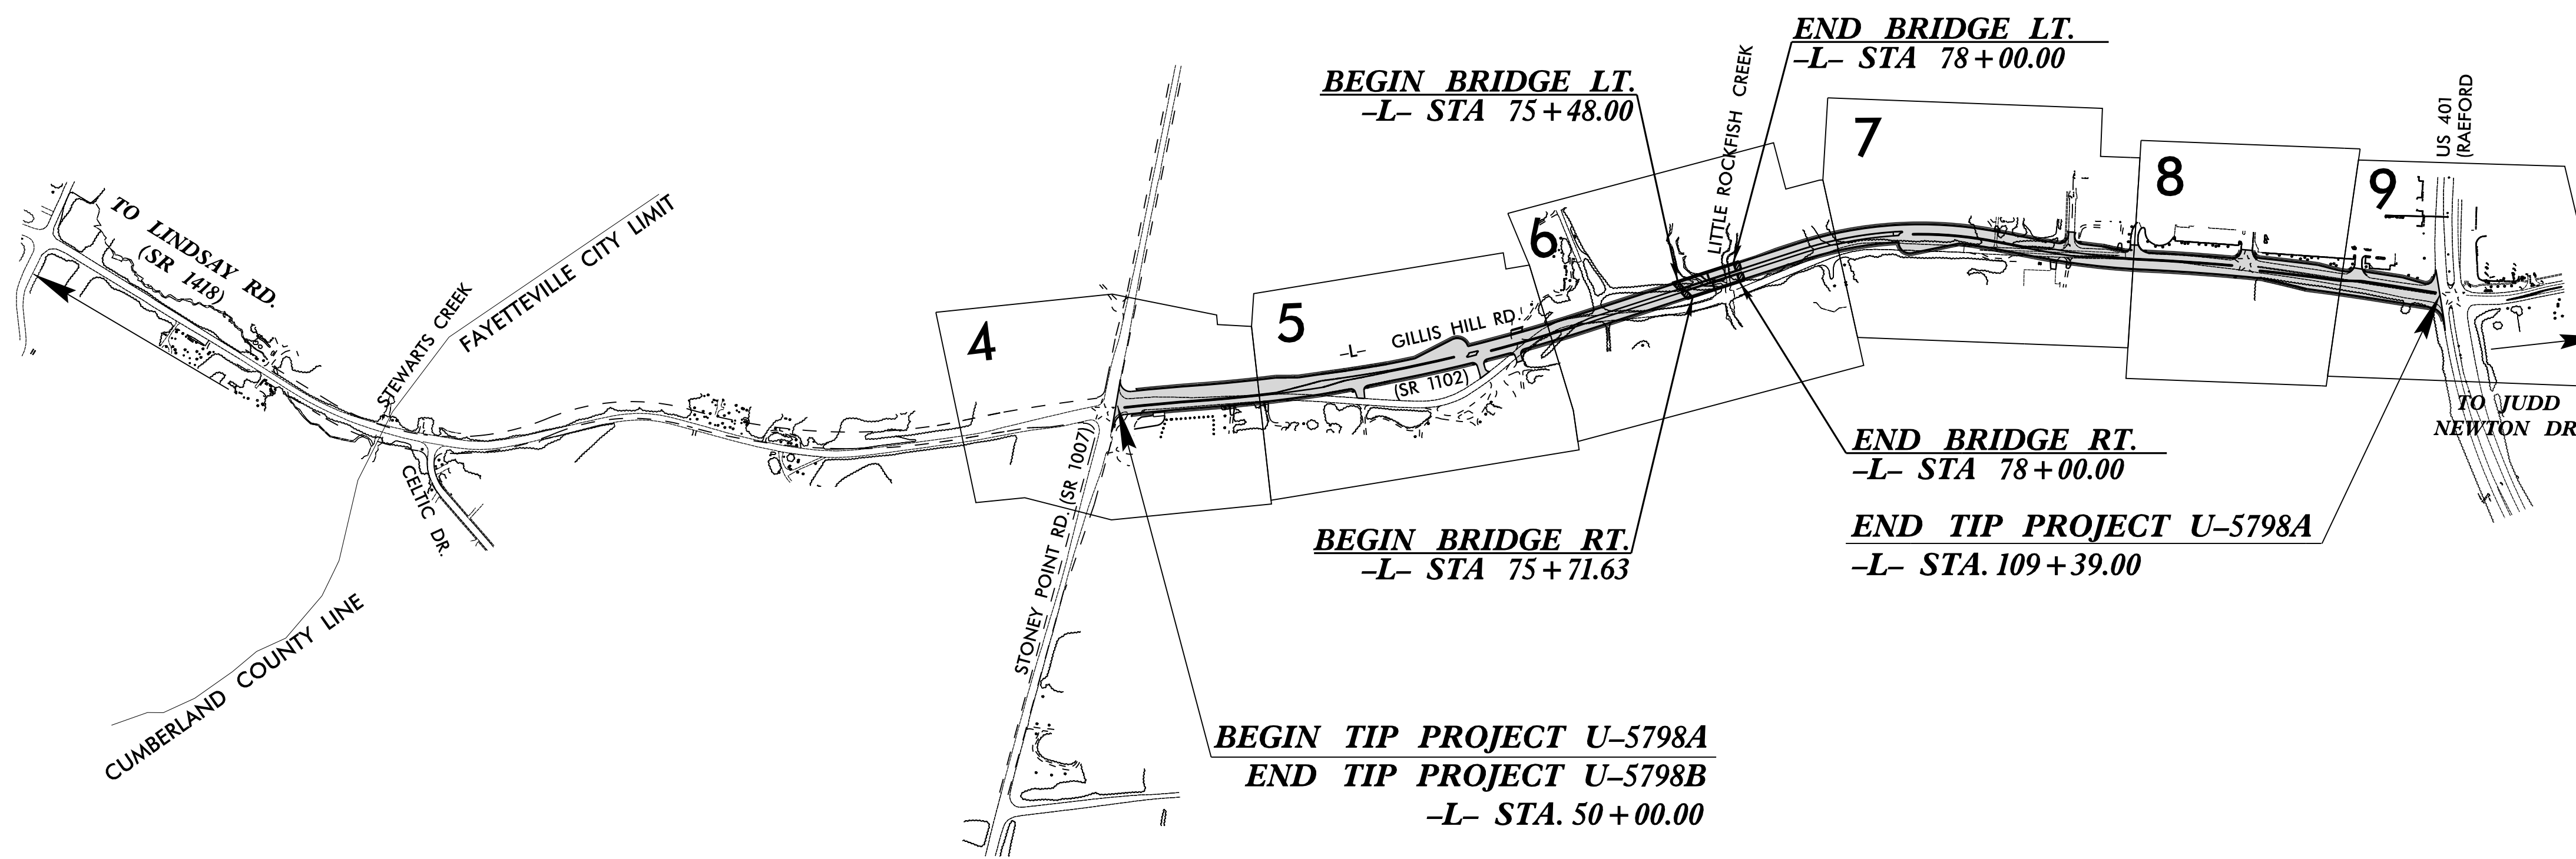 END BRIDGE LT.
–L– STA 78+00.00
BEGIN BRIDGE LT.
–L– STA 75+48.00
LITTLE ROCKFISH CREEK
US 401
(RAEFORD
7
8
9
6
5
4
TO LINDSAY RD.
(SR 1418)
FAYETTEVILLE CITY LIMIT
STEWARTS CREEK
–L–
GILLIS HILL RD.
(SR 1102)
TO JUDD
NEWTON DR
CELTIC DR.
STONEY POINT RD. (SR 1007)
END BRIDGE RT.
–L– STA 78+00.00
BEGIN BRIDGE RT.
–L– STA 75+71.63
END TIP PROJECT U–5798A
–L– STA. 109+39.00
CUMBERLAND COUNTY LINE
BEGIN TIP PROJECT U–5798A
END TIP PROJECT U–5798B
–L– STA. 50+00.00